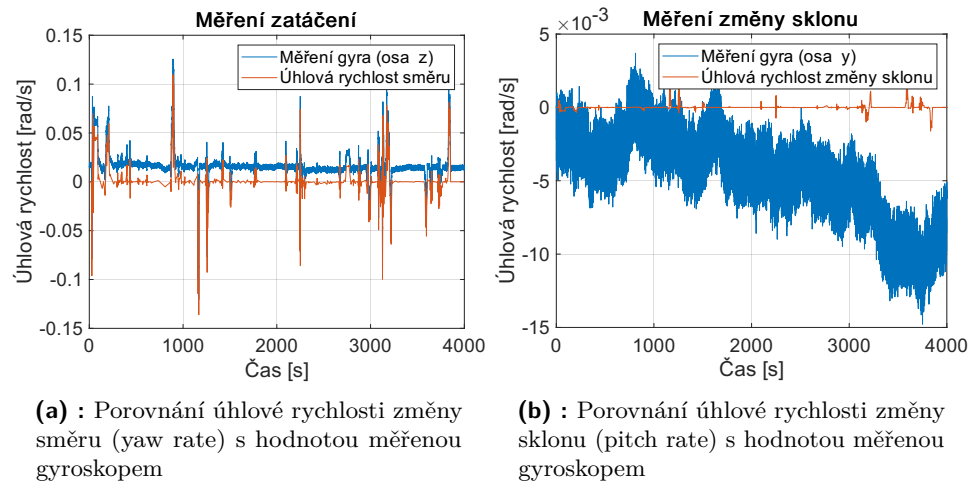 Měření zatáčení
0.15
0.1
0.05
0
-0.05
-0.1
-0.15
Úhlová rychlost [rad/s]
Měření gyra (osa z)
Úhlová rychlost směru
0
1000
2000
3000
4000
Čas [s]
Měření změny sklonu
×10⁻³
5
0
-5
-10
-15
Úhlová rychlost [rad/s]
Měření gyra (osa y)
Úhlová rychlost změny sklonu
0
1000
2000
3000
4000
Čas [s]
(a) : Porovnání úhlové rychlosti změny
směru (yaw rate) s hodnotou měřenou
gyroskopem
(b) : Porovnání úhlové rychlosti změny
sklonu (pitch rate) s hodnotou měřenou
gyroskopem